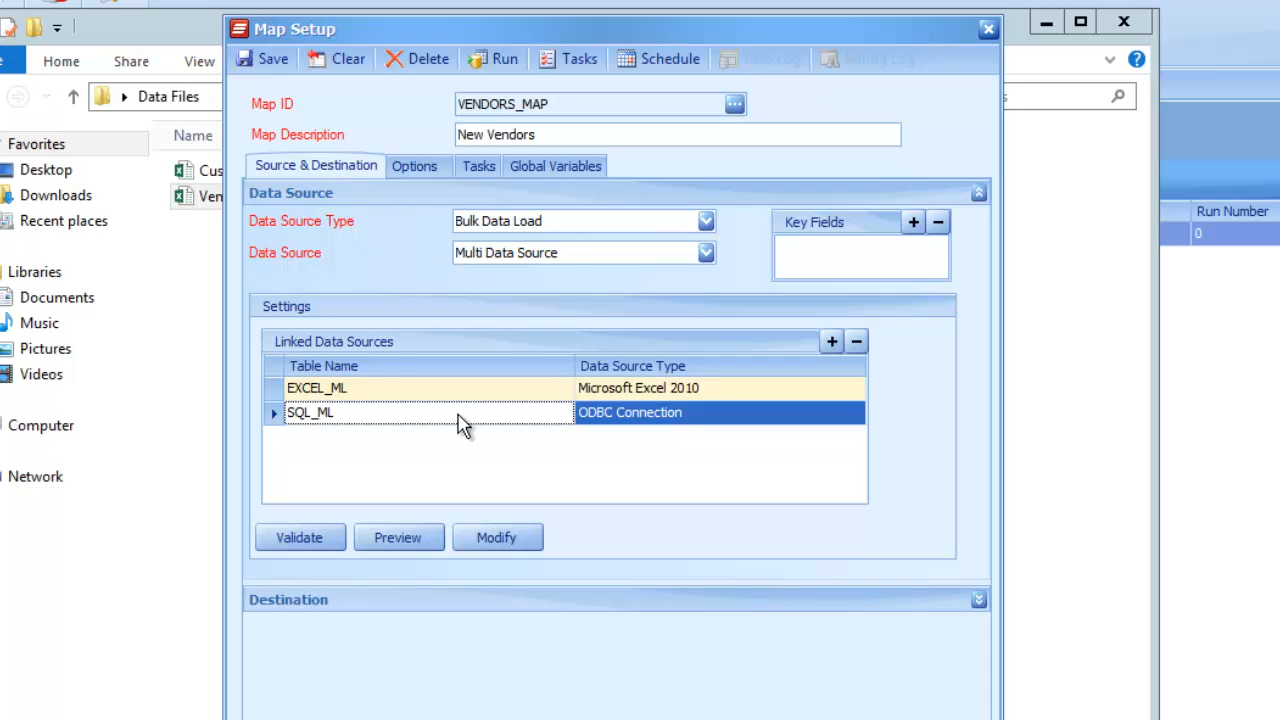 Map Setup
Save
Clear
Delete
Run
Tasks
Schedule
Home
Share
View
Data Files
Map ID
VENDORS_MAP
Map Description
New Vendors
Favorites
Desktop
Downloads
Recent places
Libraries
Documents
Music
Pictures
Videos
Computer
Network
Name
Cus
Ven
Source & Destination
Options
Tasks
Global Variables
Data Source
Data Source Type
Bulk Data Load
Key Fields
Data Source
Multi Data Source
Settings
Linked Data Sources
Table Name
Data Source Type
EXCEL_ML
Microsoft Excel 2010
SQL_ML
ODBC Connection
Validate
Preview
Modify
Destination
Run Number
0